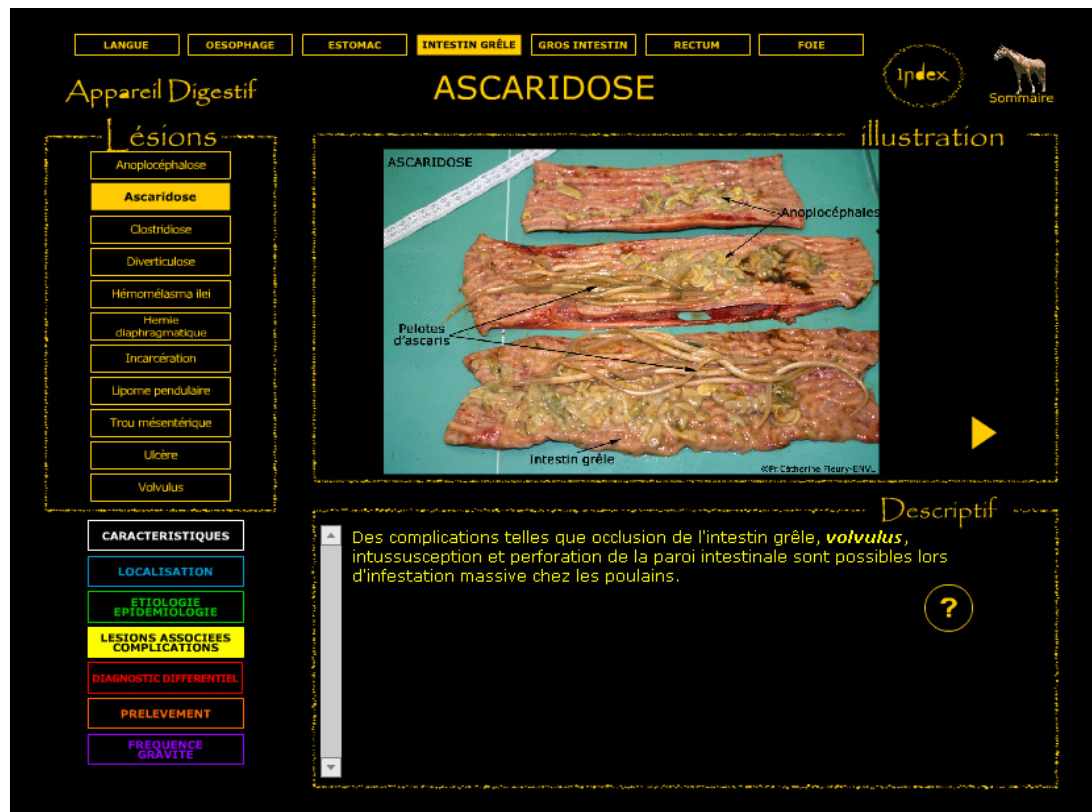 LANGUE
OESOPHAGE
ESTOMAC
INTESTIN GRÊLE
GROS INTESTIN
RECTUM
FOIE
Appareil Digestif
ASCARIDOSE
Index
Sommaire
Lésions
Anoplocéphalose
Ascaridose
Clostridiose
Diverticulose
Hémomélasma ilei
Hernie
diaphragmatique
Incarcération
Lipome pendulaire
Trou mésentérique
Ulcère
Volvulus
illustration
ASCARIDOSE
Anoplocéphales
Pelotes
d'ascaris
Intestin grêle
©Pr.Catherine Fleury-ENVL
CARACTERISTIQUES
LOCALISATION
ETIOLOGIE
EPIDEMIOLOGIE
LESIONS ASSOCIEES
COMPLICATIONS
DIAGNOSTIC DIFFERENTIEL
PRELEVEMENT
FREQUENCE
GRAVITE
Descriptif
Des complications telles que occlusion de l'intestin grêle, volvulus,
intussusception et perforation de la paroi intestinale sont possibles lors
d'infestation massive chez les poulains.
?